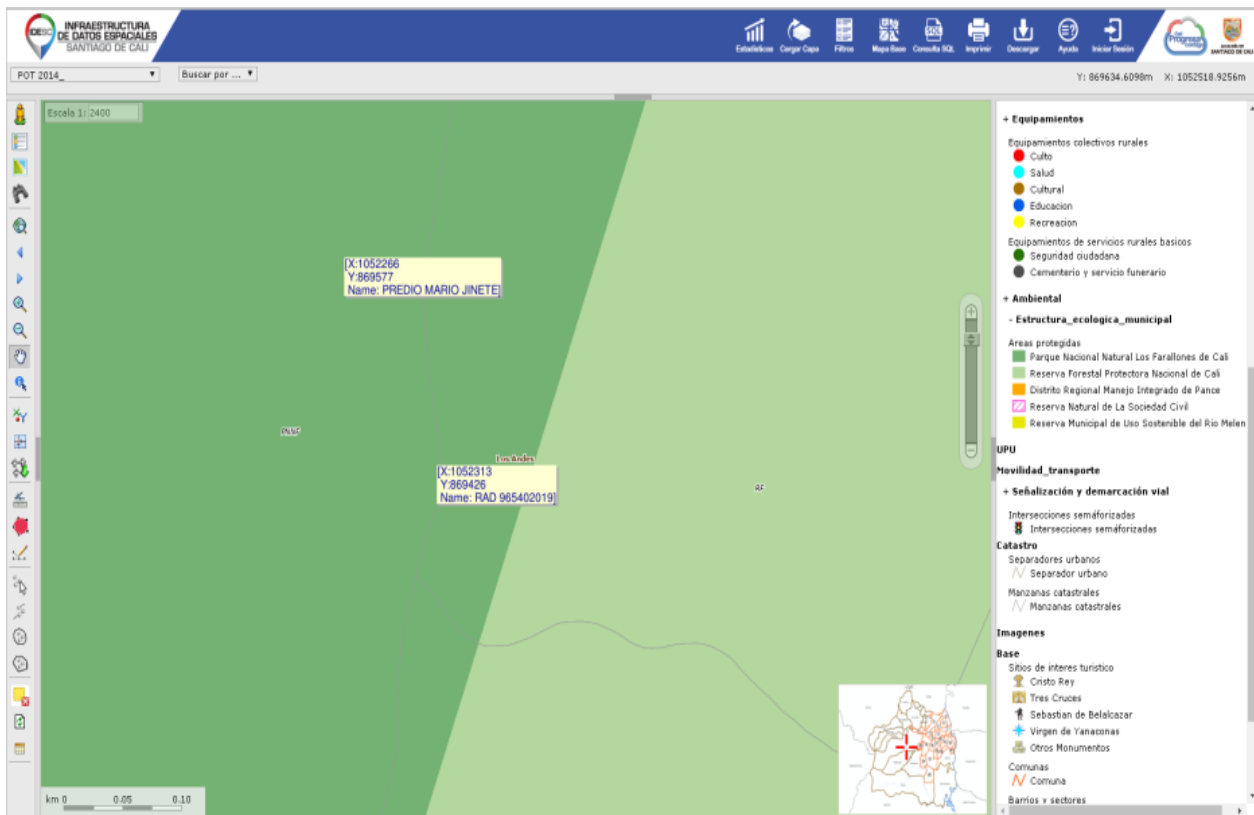 IDESC
INFRAESTRUCTURA
DE DATOS ESPACIALES
SANTIAGO DE CALI
Estadísticas
Cargar Capa
Filtros
Mapa Base
Consulta SQL
Imprimir
Descargar
Ayuda
Iniciar Sesión
SANTIAGO DE CALI
POT 2014_
Buscar por ...
Y: 869634.6098m X: 1052518.9256m
Escala 1: 2400
[X:1052266
Y:869577
Name: PREDIO MARIO JINETE]
PNNF
Los Andes
[X:1052313
Y:869426
Name: RAD 965402019]
RF
km 0 0.05 0.10
+ Equipamientos
Equipamientos colectivos rurales
Culto
Salud
Cultural
Educacion
Recreacion
Equipamientos de servicios rurales basicos
Seguridad ciudadana
Cementerio y servicio funerario
+ Ambiental
- Estructura_ecologica_municipal
Areas protegidas
Parque Nacional Natural Los Farallones de Cali
Reserva Forestal Protectora Nacional de Cali
Distrito Regional Manejo Integrado de Pance
Reserva Natural de La Sociedad Civil
Reserva Municipal de Uso Sostenible del Rio Melen
UPU
Movilidad_transporte
+ Señalización y demarcación vial
Intersecciones semáforizadas
Intersecciones semáforizadas
Catastro
Separadores urbanos
Separador urbano
Manzanas catastrales
Manzanas catastrales
Imagenes
Base
Sitios de interes turistico
Cristo Rey
Tres Cruces
Sebastian de Belalcazar
Virgen de Yanaconas
Otros Monumentos
Comunas
Comuna
Barrios y sectores